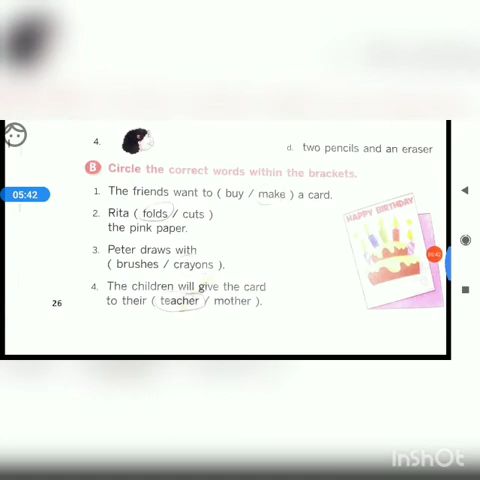 4.
d. two pencils and an eraser
B Circle the correct words within the brackets.
05:42
1. The friends want to ( buy / make ) a card.
2. Rita ( folds / cuts )
the pink paper.
HAPPY BIRTHDAY
3. Peter draws with
( brushes / crayons ).
05:42
4. The children will give the card
to their ( teacher / mother ).
26
InShOt